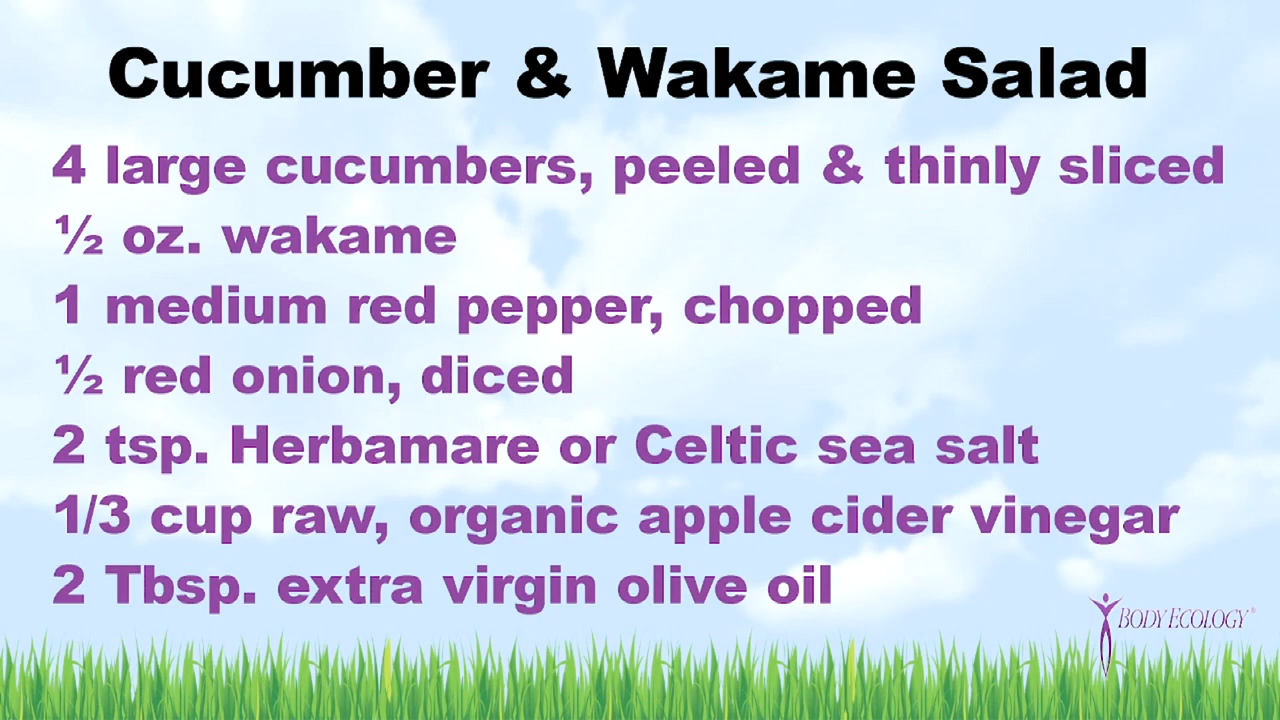 Cucumber & Wakame Salad
4 large cucumbers, peeled & thinly sliced
½ oz. wakame
1 medium red pepper, chopped
½ red onion, diced
2 tsp. Herbamare or Celtic sea salt
1/3 cup raw, organic apple cider vinegar
2 Tbsp. extra virgin olive oil
BODY ECOLOGY®